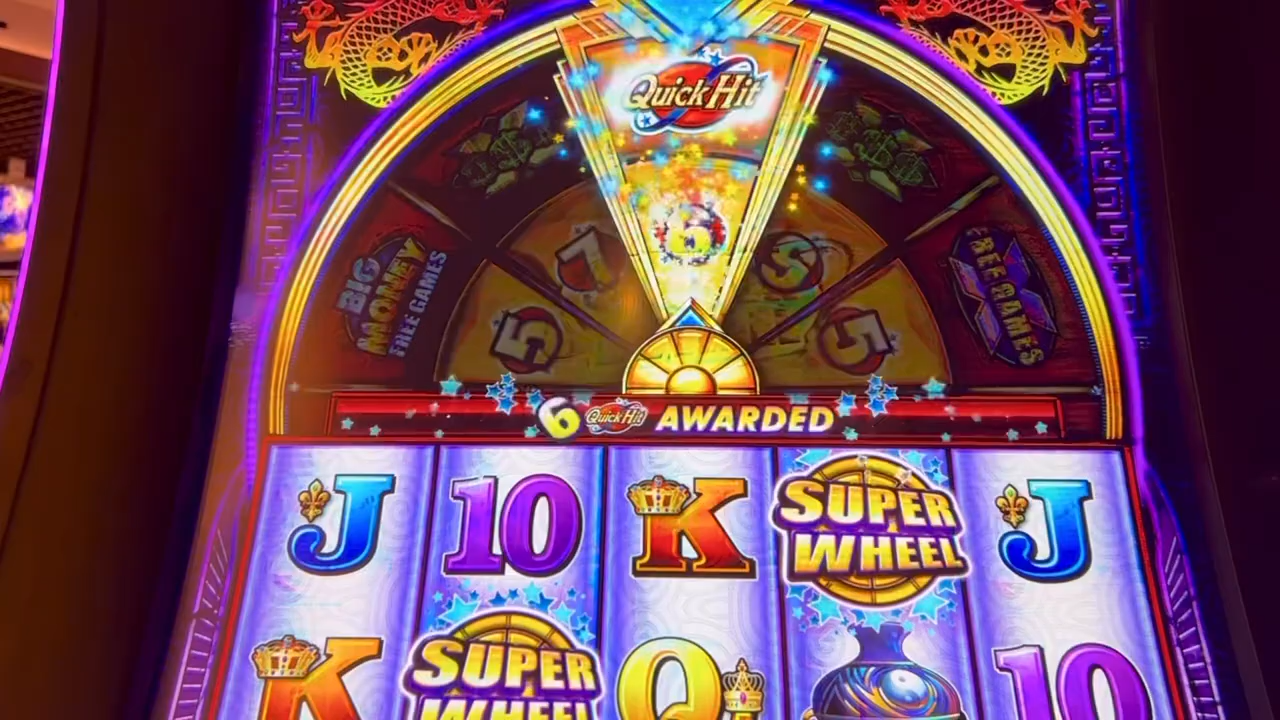 Quick Hit
6
7
5
BIG
MONEY
FREE GAMES
5
5
FREE GAMES
6 Quick Hit AWARDED
J
10
K
SUPER
WHEEL
J
K
SUPER
WHEEL
Q
10